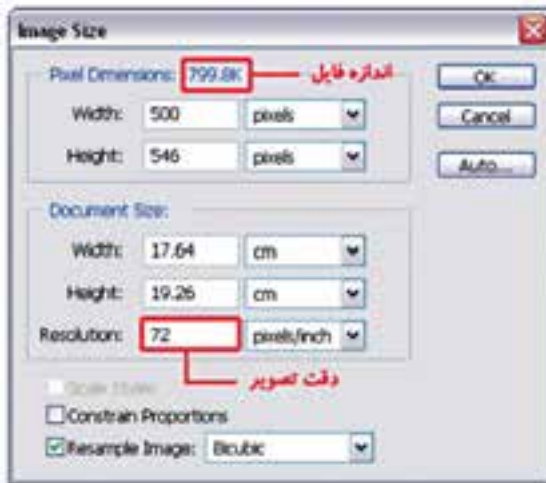 Image Size
Pixel Dimensions: 799.8K اندازه فایل
OK
Width: 500 pixels
Cancel
Height: 546 pixels
Auto...
Document Size:
Width: 17.64 cm
Height: 19.26 cm
Resolution: 72 pixels/inch
دقت تصویر
Scale Styles
Constrain Proportions
Resample Image: Bicubic